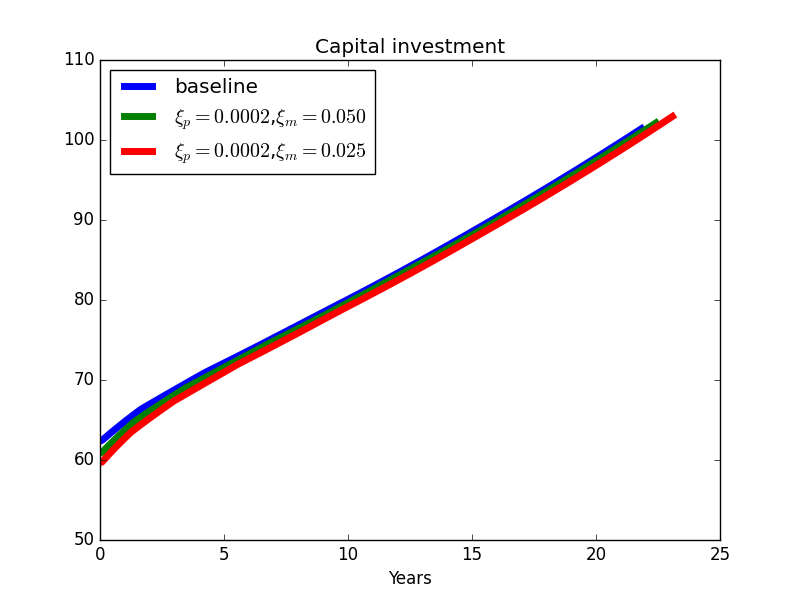 Capital investment
110
100
90
80
70
60
50
baseline
ξₚ = 0.0002, ξₘ = 0.050
ξₚ = 0.0002, ξₘ = 0.025
0 5 10 15 20 25
Years